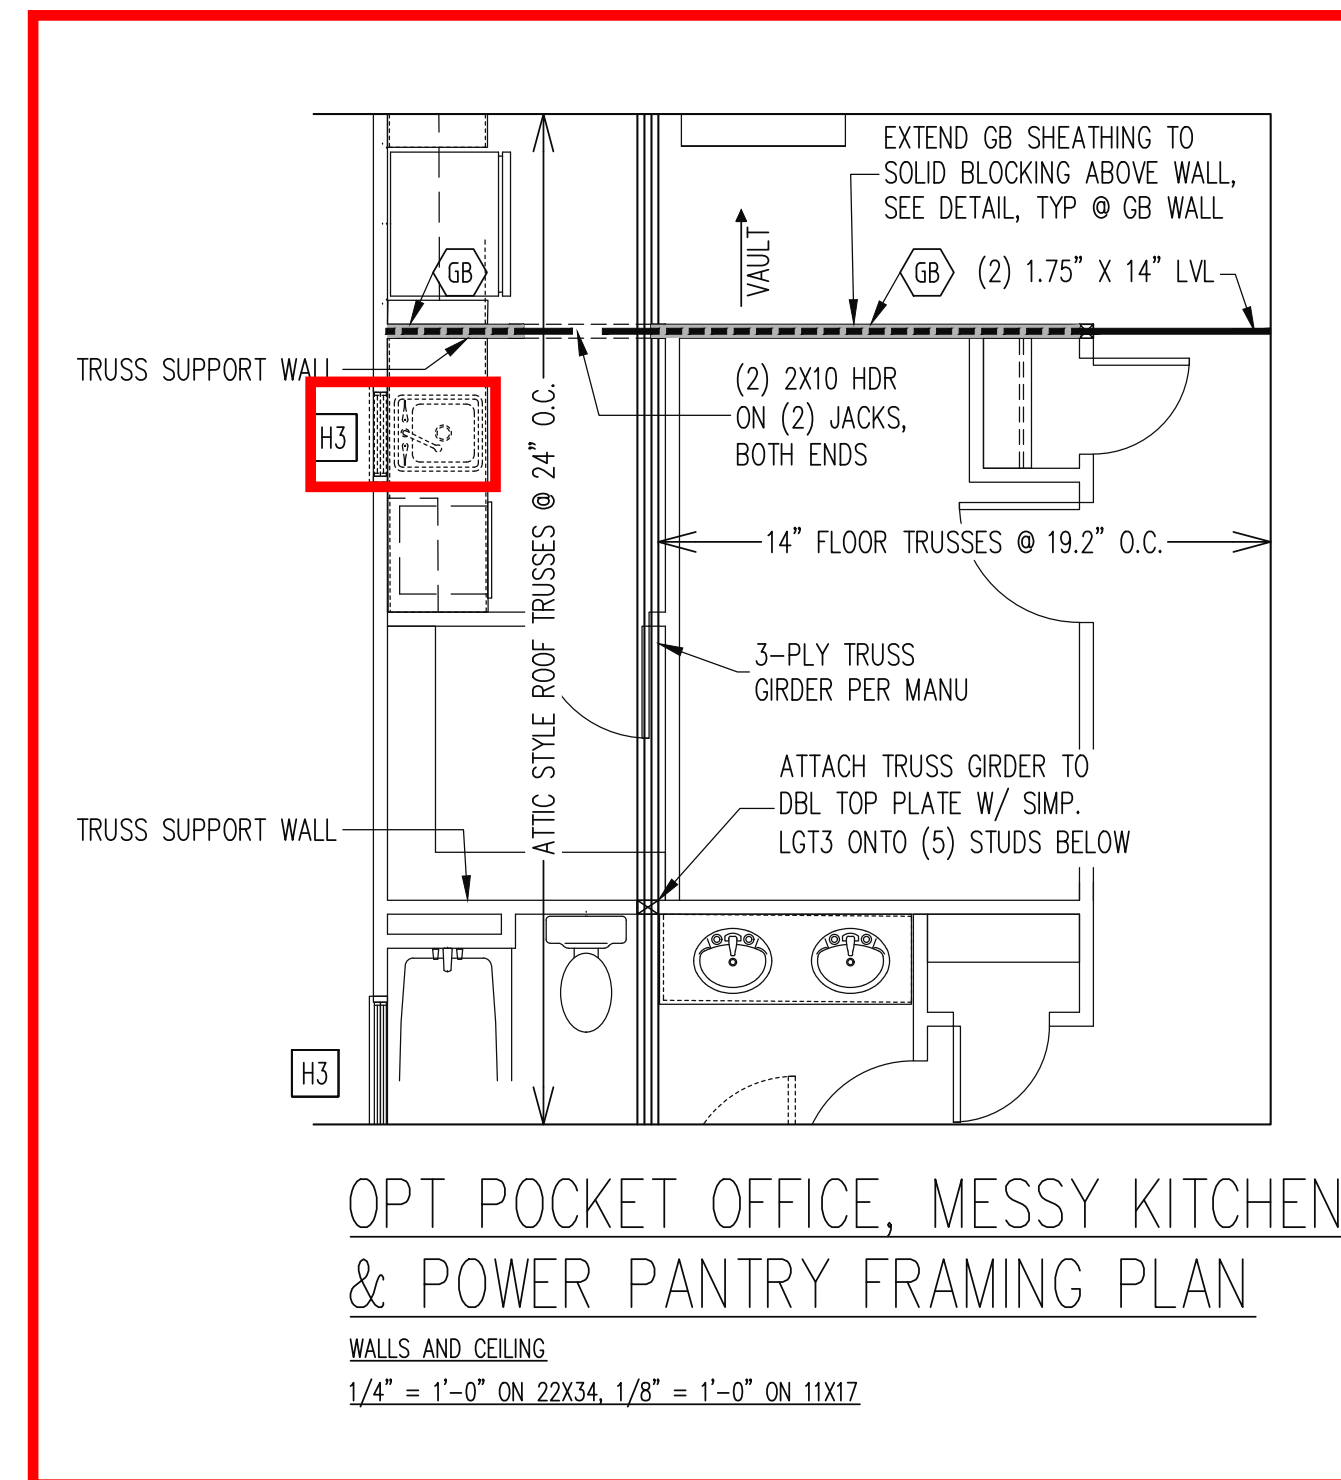 EXTEND GB SHEATHING TO
SOLID BLOCKING ABOVE WALL,
SEE DETAIL, TYP @ GB WALL
VAULT
GB
GB
(2) 1.75” X 14” LVL
TRUSS SUPPORT WALL
(2) 2X10 HDR
ON (2) JACKS,
BOTH ENDS
H3
ATTIC STYLE ROOF TRUSSES @ 24” O.C.
14” FLOOR TRUSSES @ 19.2” O.C.
3-PLY TRUSS
GIRDER PER MANU
ATTACH TRUSS GIRDER TO
DBL TOP PLATE W/ SIMP.
LGT3 ONTO (5) STUDS BELOW
TRUSS SUPPORT WALL
H3
OPT POCKET OFFICE, MESSY KITCHEN
& POWER PANTRY FRAMING PLAN
WALLS AND CEILING
1/4” = 1'-0” ON 22X34, 1/8” = 1'-0” ON 11X17